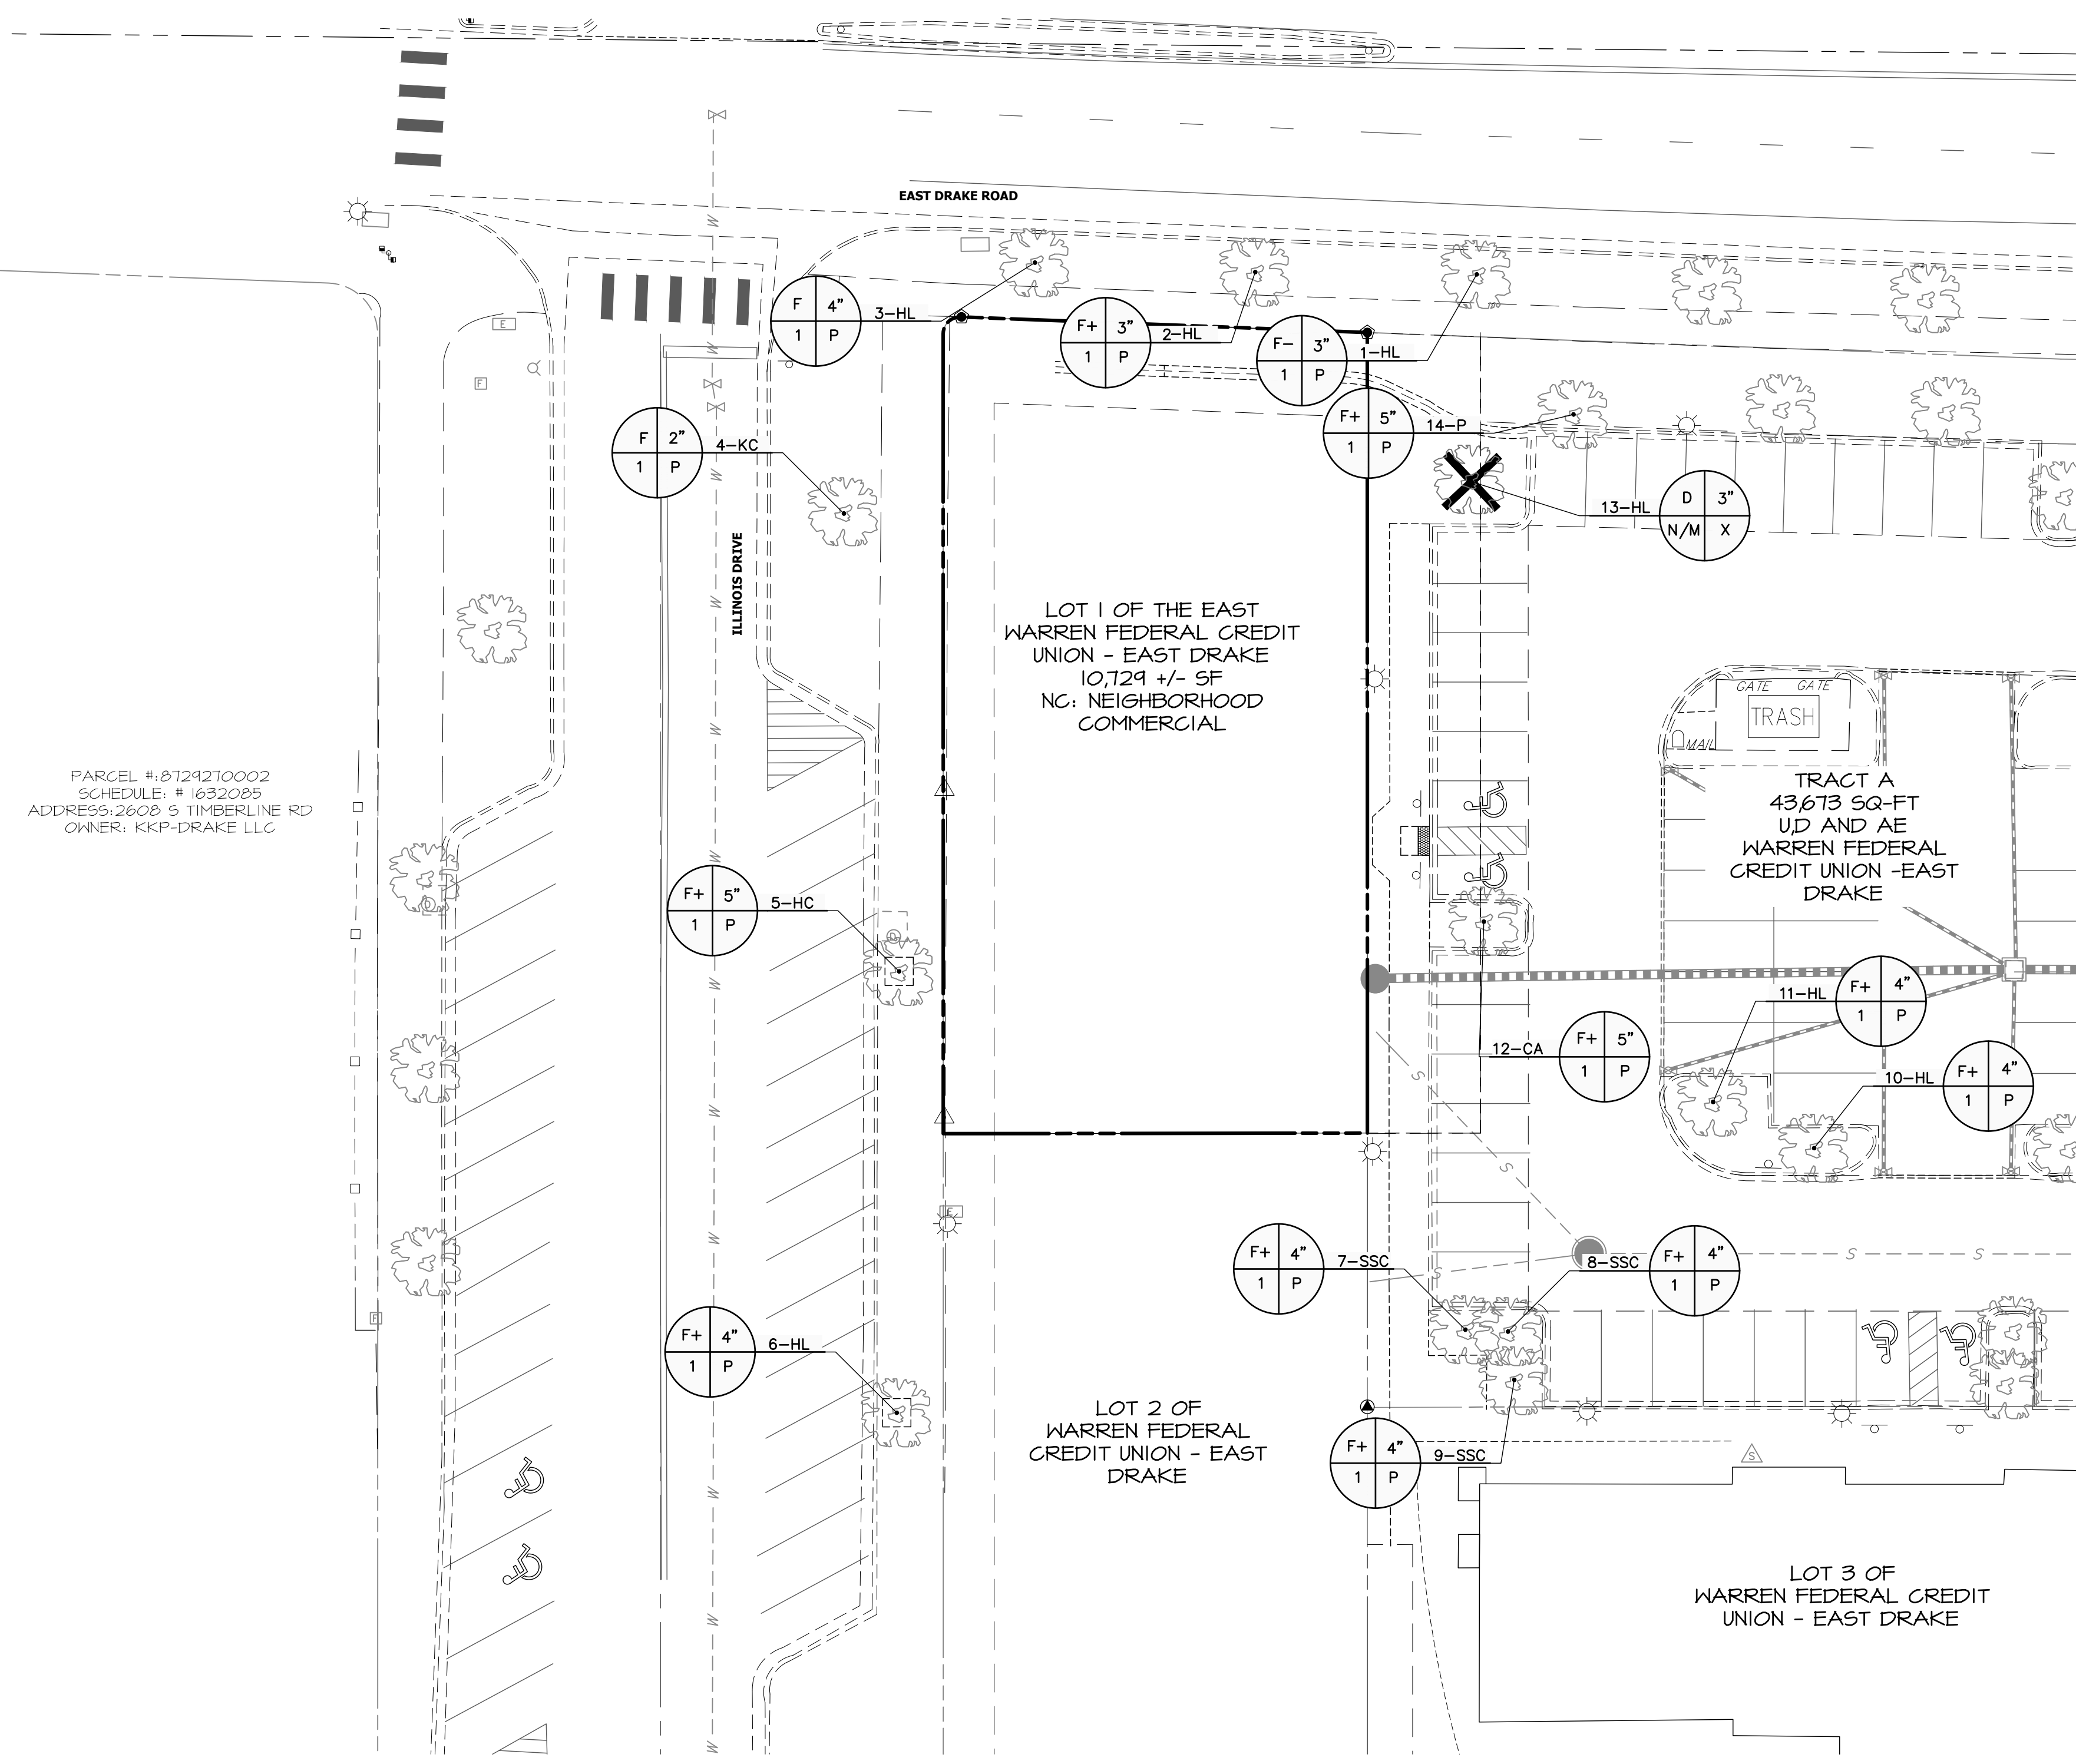 EAST DRAKE ROAD
F 4" 3-HL
1 P
F+ 3" 2-HL
1 P
F- 3" 1-HL
1 P
F+ 5" 14-P
1 P
E
F
F 2" 4-KC
1 P
13-HL D 3"
N/M X
ILLINOIS DRIVE
LOT 1 OF THE EAST
WARREN FEDERAL CREDIT
UNION - EAST DRAKE
10,729 +/- SF
NC: NEIGHBORHOOD
COMMERCIAL
GATE GATE
TRASH
MAIL
PARCEL #:8729270002
SCHEDULE: # 1632085
ADDRESS:2608 S TIMBERLINE RD
OWNER: KKP-DRAKE LLC
TRACT A
43,673 SQ-FT
U,D AND AE
WARREN FEDERAL
CREDIT UNION -EAST
DRAKE
F+ 5" 5-HC
1 P
11-HL F+ 4"
1 P
12-CA F+ 5"
1 P
10-HL F+ 4"
1 P
S
S
E
F+ 4" 7-SSC
1 P
S
8-SSC F+ 4"
1 P
S S
F
F+ 4" 6-HL
1 P
LOT 2 OF
WARREN FEDERAL
CREDIT UNION - EAST
DRAKE
F+ 4" 9-SSC
1 P
S
LOT 3 OF
WARREN FEDERAL CREDIT
UNION - EAST DRAKE